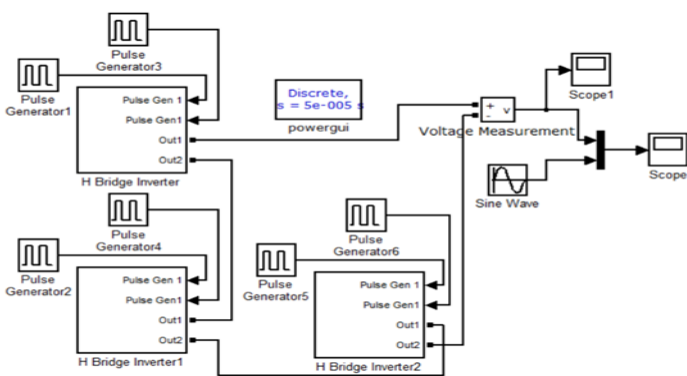 Pulse
Generator3
Pulse
Generator1
Pulse Gen 1
Pulse Gen1
Out1
Out2
H Bridge Inverter
Discrete,
s = 5e-005 s
powergui
+
-
v
Voltage Measurement
Scope1
Scope
Sine Wave
Pulse
Generator4
Pulse
Generator2
Pulse Gen 1
Pulse Gen1
Out1
Out2
H Bridge Inverter1
Pulse
Generator6
Pulse
Generator5
Pulse Gen 1
Pulse Gen1
Out1
Out2
H Bridge Inverter2